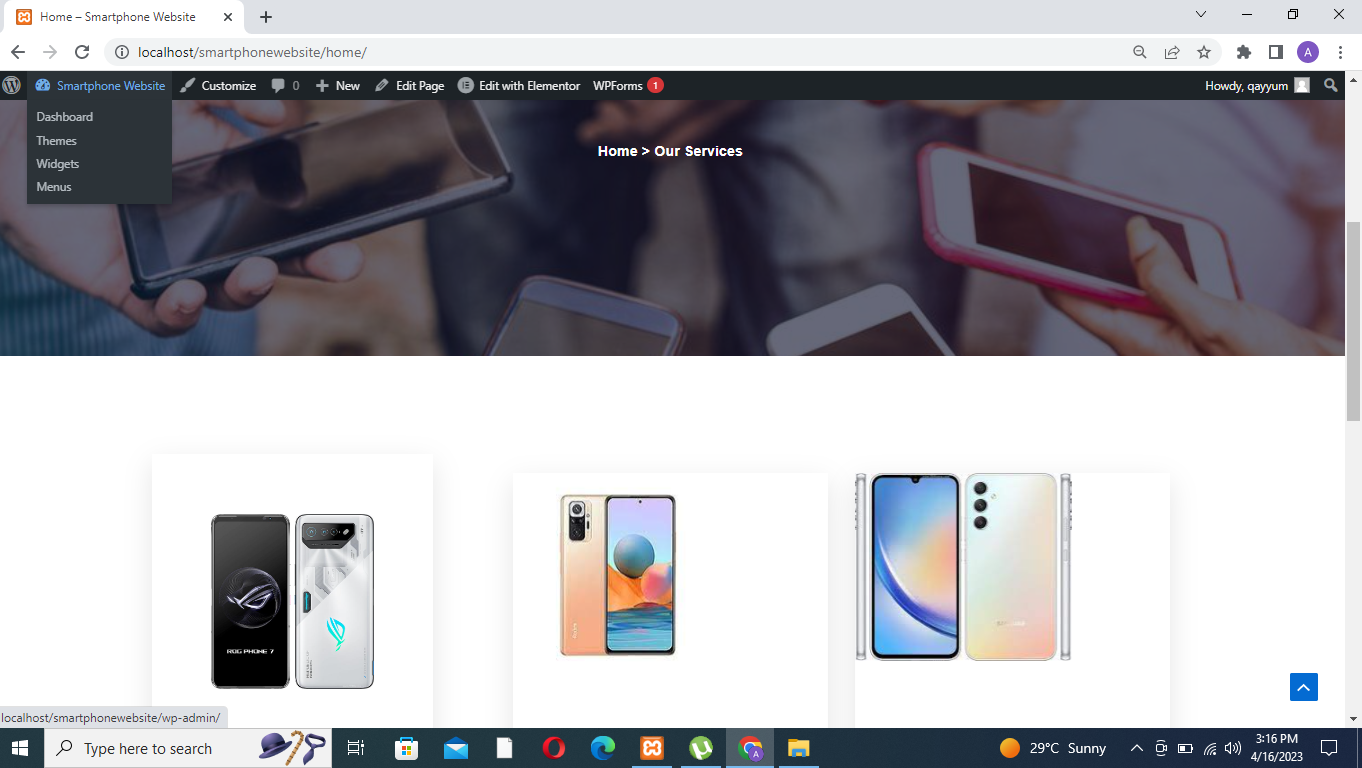 Home – Smartphone Website
localhost/smartphonewebsite/home/
A
Smartphone Website
Customize
0
New
Edit Page
Edit with Elementor
WPForms 1
Howdy, qayyum
Dashboard
Themes
Widgets
Menus
Home > Our Services
ROG PHONE 7
SAMSUNG
localhost/smartphonewebsite/wp-admin/
Type here to search
29°C Sunny
3:16 PM
4/16/2023